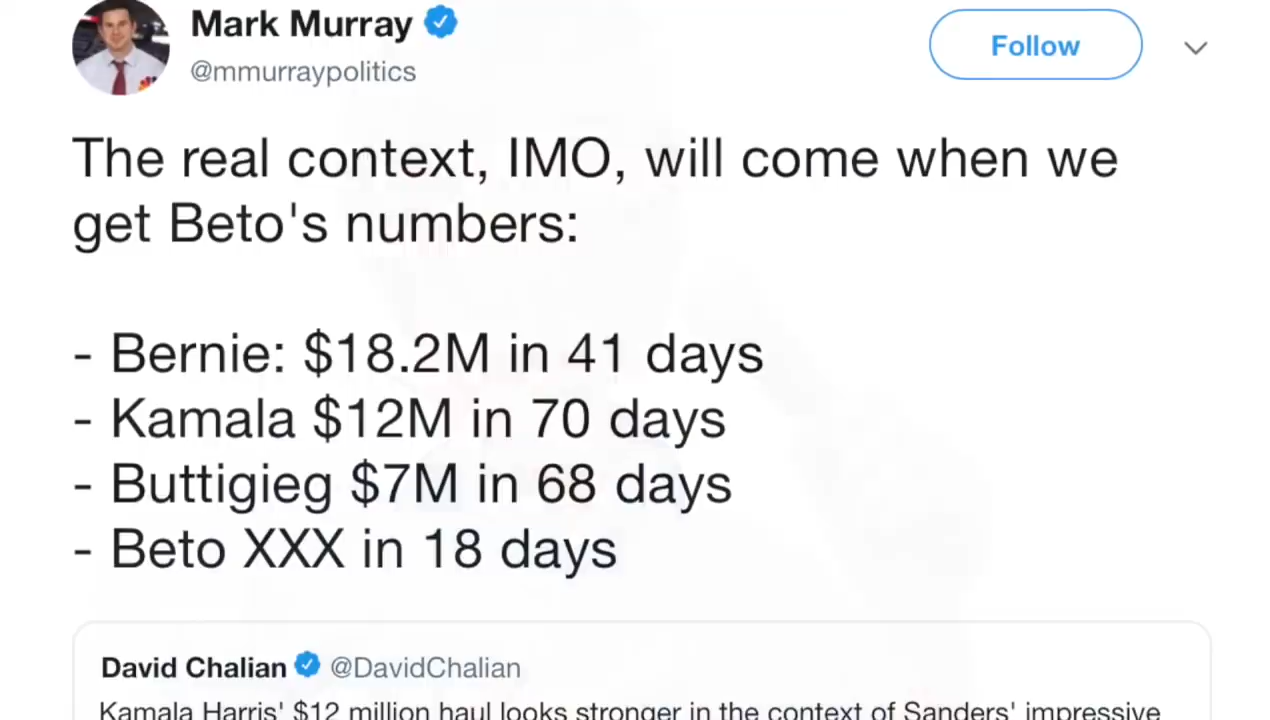 Mark Murray
@mmurraypolitics
Follow
The real context, IMO, will come when we
get Beto's numbers:
- Bernie: $18.2M in 41 days
- Kamala $12M in 70 days
- Buttigieg $7M in 68 days
- Beto XXX in 18 days
David Chalian @DavidChalian
Kamala Harris' $12 million haul looks stronger in the context of Sanders' impressive